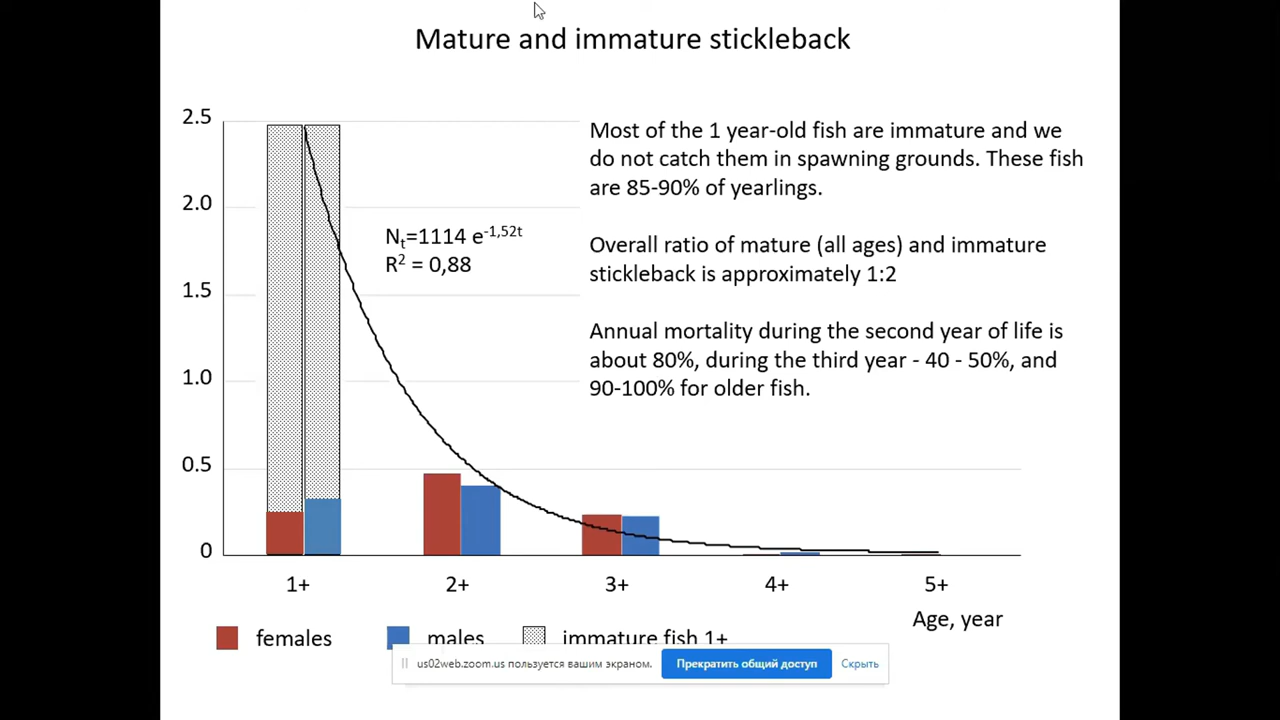 Mature and immature stickleback
2.5
2.0
1.5
1.0
0.5
0
Nt=1114 e-1,52t
R2 = 0,88
Most of the 1 year-old fish are immature and we
do not catch them in spawning grounds. These fish
are 85-90% of yearlings.
Overall ratio of mature (all ages) and immature
stickleback is approximately 1:2
Annual mortality during the second year of life is
about 80%, during the third year - 40 - 50%, and
90-100% for older fish.
1+ 2+ 3+ 4+ 5+
Age, year
females males immature fish 1+
us02web.zoom.us пользуется вашим экраном. Прекратить общий доступ Скрыть